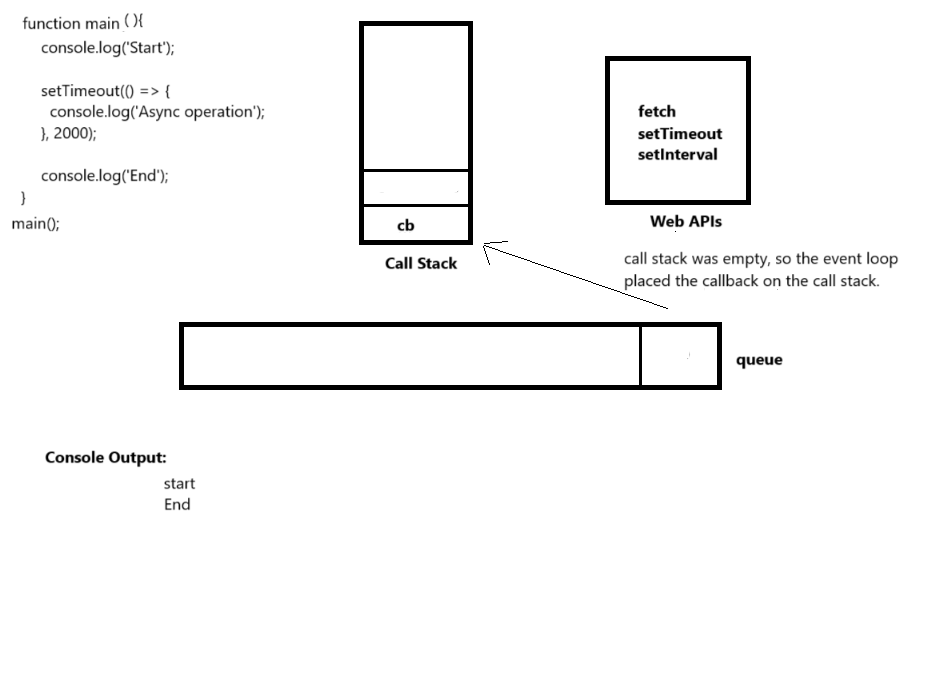 function main (){
console.log('Start');
setTimeout(() => {
console.log('Async operation');
}, 2000);
console.log('End');
}
main();
cb
Call Stack
fetch
setTimeout
setInterval
Web APIs
call stack was empty, so the event loop
placed the callback on the call stack.
queue
Console Output:
start
End